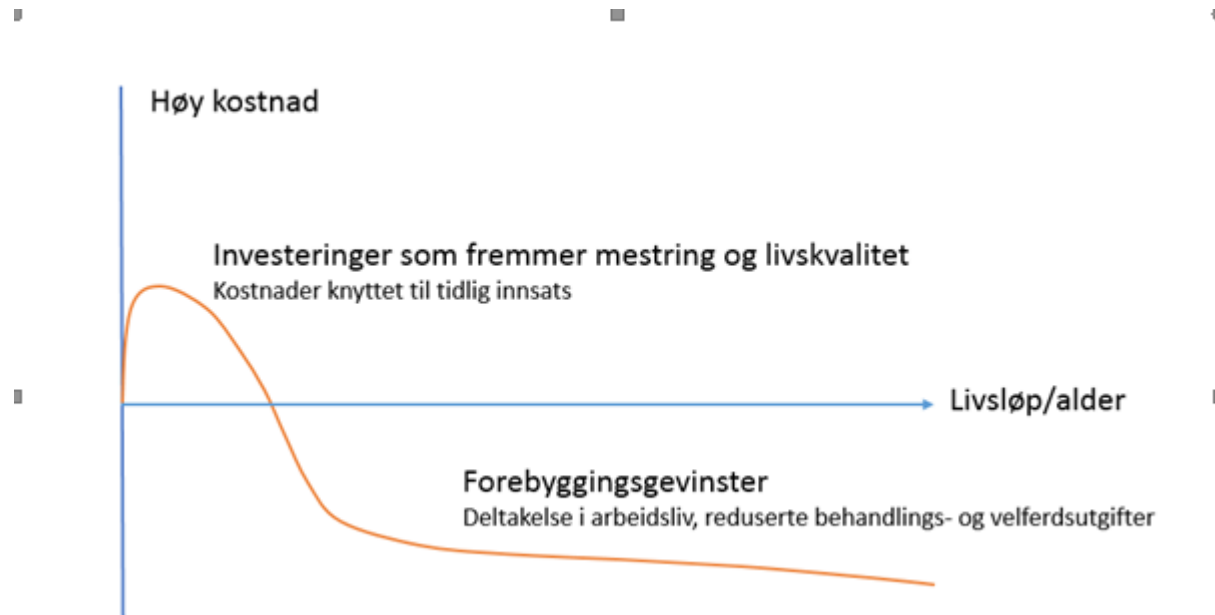 Høy kostnad
Investeringer som fremmer mestring og livskvalitet
Kostnader knyttet til tidlig innsats
Livsløp/alder
Forebyggingsgevinster
Deltakelse i arbeidsliv, reduserte behandlings- og velferdsutgifter